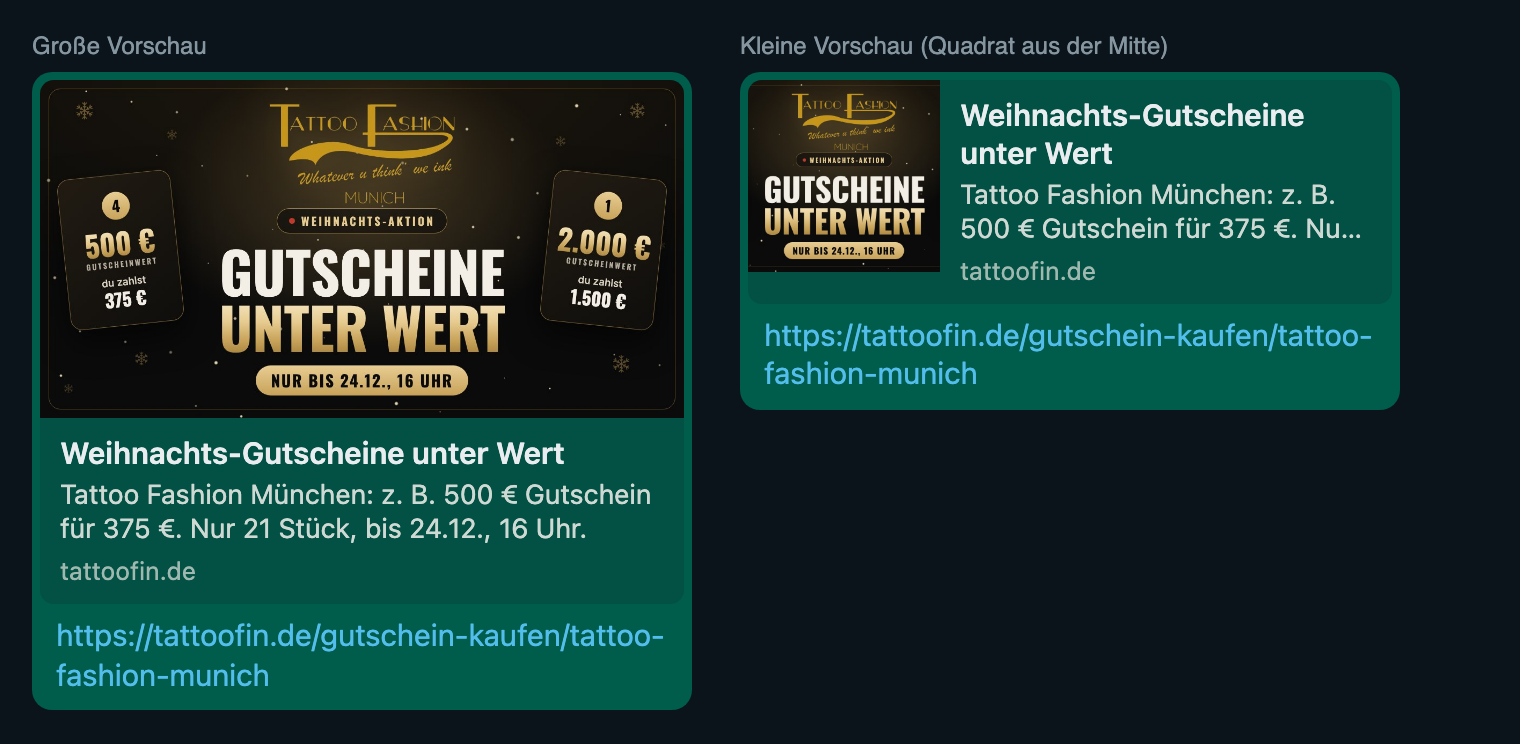 Große Vorschau
TATTOO FASHION
Whatever u think we ink
MUNICH
• WEIHNACHTS-AKTION
GUTSCHEINE
UNTER WERT
NUR BIS 24.12., 16 UHR
4
500 €
GUTSCHEINWERT
du zahlst
375 €
1
2.000 €
GUTSCHEINWERT
du zahlst
1.500 €
Weihnachts-Gutscheine unter Wert
Tattoo Fashion München: z. B. 500 € Gutschein
für 375 €. Nur 21 Stück, bis 24.12., 16 Uhr.
tattoofin.de
https://tattoofin.de/gutschein-kaufen/tattoo-
fashion-munich
Kleine Vorschau (Quadrat aus der Mitte)
TATTOO FASHION
Whatever u think we ink
MUNICH
• WEIHNACHTS-AKTION
GUTSCHEINE
UNTER WERT
NUR BIS 24.12., 16 UHR
Weihnachts-Gutscheine
unter Wert
Tattoo Fashion München: z. B.
500 € Gutschein für 375 €. Nu...
tattoofin.de
https://tattoofin.de/gutschein-kaufen/tattoo-
fashion-munich